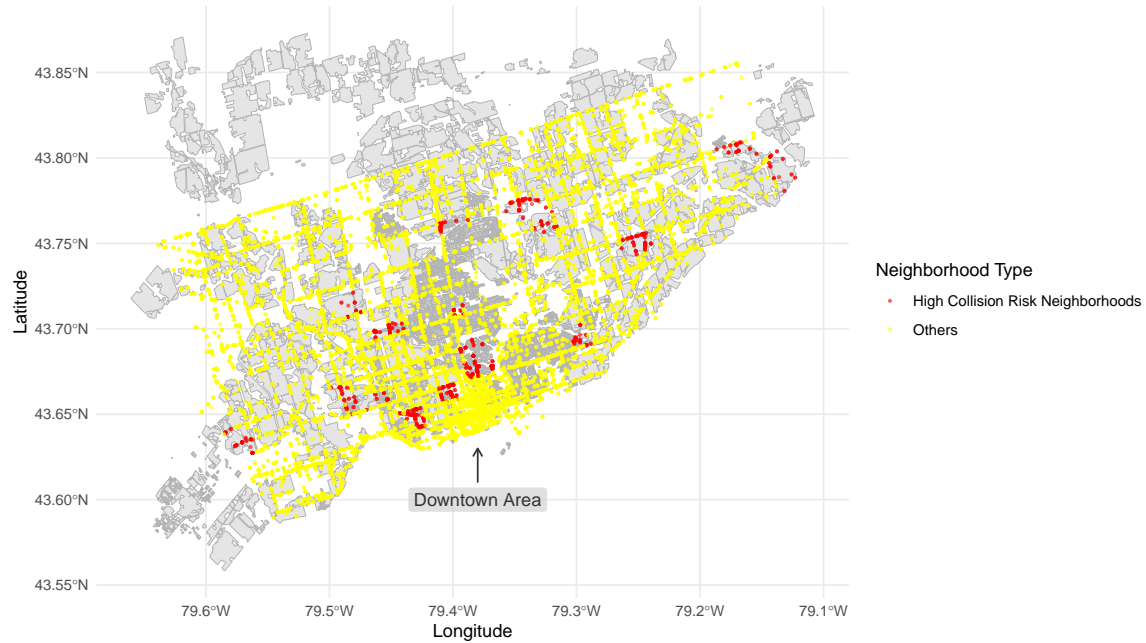 43.85°N
43.80°N
43.75°N
43.70°N
43.65°N
43.60°N
43.55°N
Latitude
79.6°W
79.5°W
79.4°W
79.3°W
79.2°W
79.1°W
Longitude
Downtown Area
Neighborhood Type
High Collision Risk Neighborhoods
Others